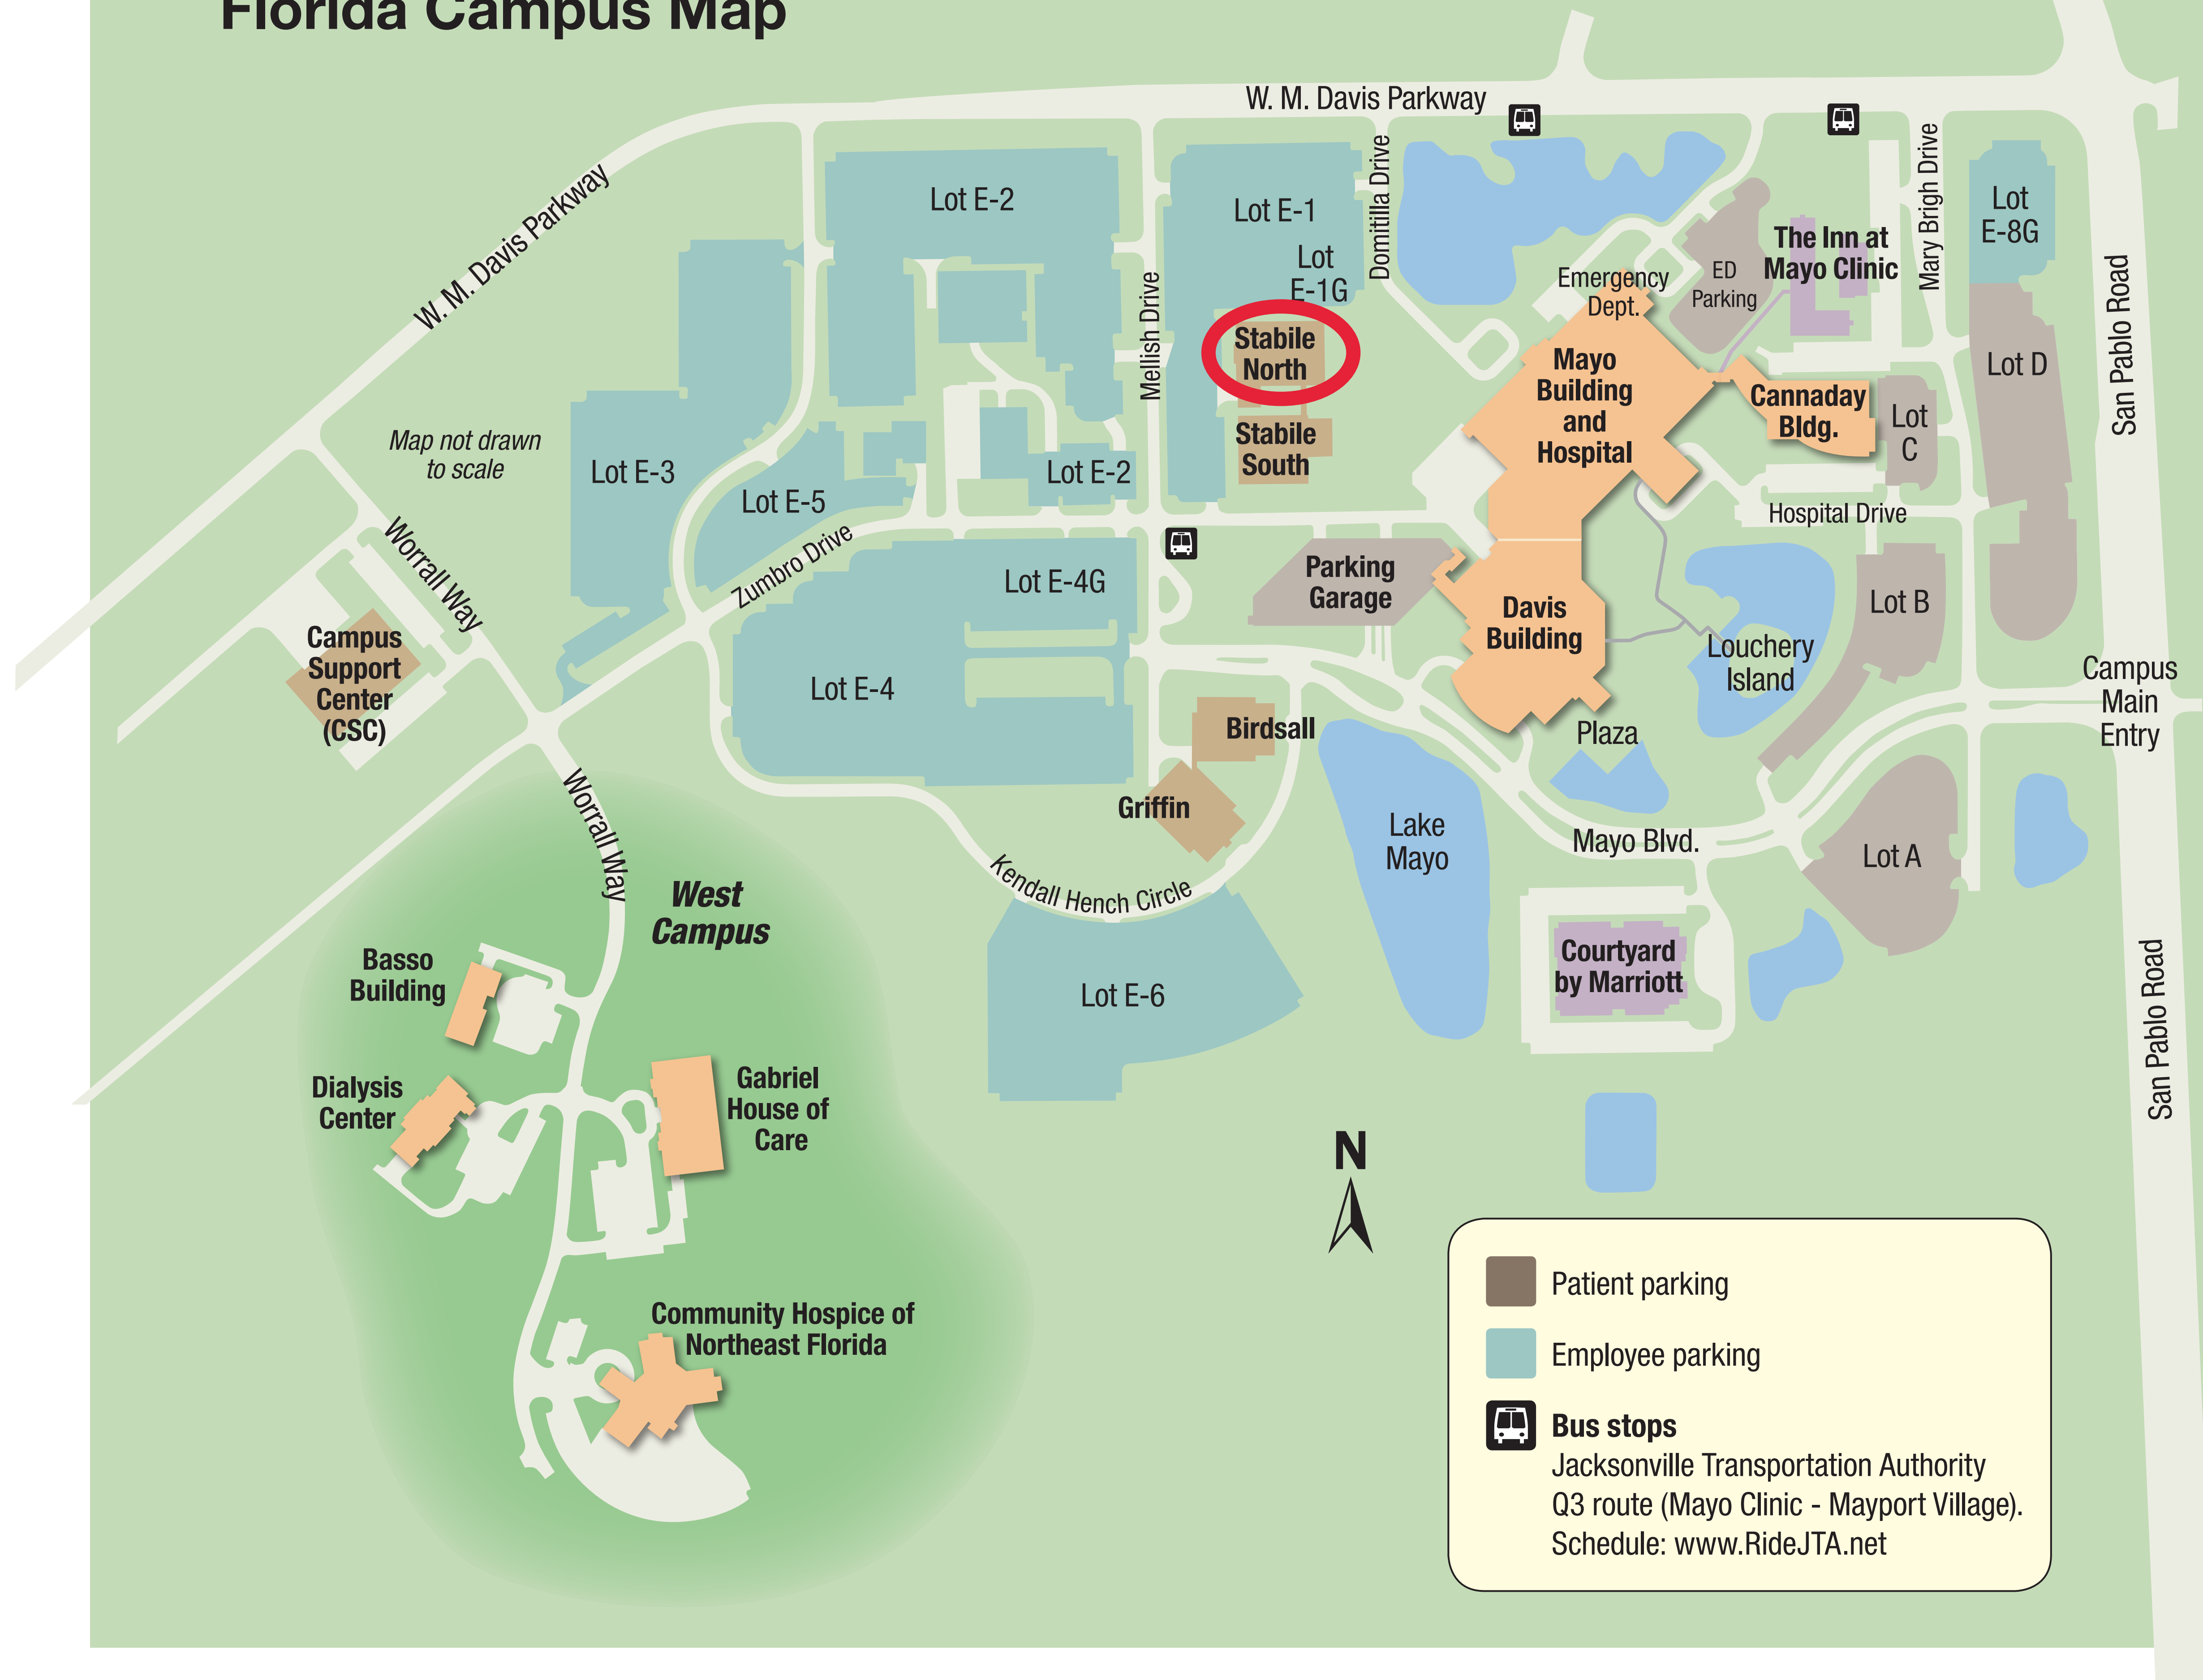 Florida Campus Map
W. M. Davis Parkway
W. M. Davis Parkway
Domitilla Drive
Mary Brigh Drive
Mellish Drive
San Pablo Road
San Pablo Road
Lot E-2
Lot E-1
Lot
E-1G
Stabile
North
Stabile
South
Emergency
Dept.
ED
Parking
The Inn at
Mayo Clinic
Lot
E-8G
Lot D
Mayo
Building
and
Hospital
Cannaday
Bldg.
Lot
C
Map not drawn
to scale
Lot E-3
Lot E-5
Lot E-2
Hospital Drive
Worrall Way
Zumbro Drive
Lot E-4G
Parking
Garage
Davis
Building
Lot B
Louchery
Island
Campus
Support
Center
(CSC)
Lot E-4
Birdsall
Plaza
Campus
Main
Entry
Griffin
Lake
Mayo
Mayo Blvd.
Lot A
Worrall Way
Kendall Hench Circle
West
Campus
Basso
Building
Lot E-6
Courtyard
by Marriott
Dialysis
Center
Gabriel
House of
Care
N
Community Hospice of
Northeast Florida
Patient parking
Employee parking
Bus stops
Jacksonville Transportation Authority
Q3 route (Mayo Clinic - Mayport Village).
Schedule: www.RideJTA.net